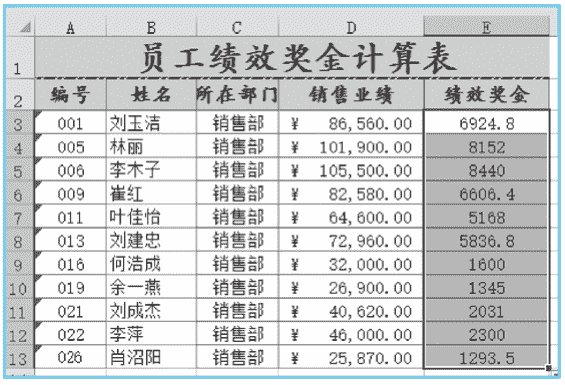 A B C D E
1 员工绩效奖金计算表
2 编号 姓名 所在部门 销售业绩 绩效奖金
3 001 刘玉洁 销售部 ¥ 86,560.00 6924.8
4 005 林丽 销售部 ¥ 101,900.00 8152
5 006 李木子 销售部 ¥ 105,500.00 8440
6 009 崔红 销售部 ¥ 82,580.00 6606.4
7 011 叶佳怡 销售部 ¥ 64,600.00 5168
8 013 刘建忠 销售部 ¥ 72,960.00 5836.8
9 016 何浩成 销售部 ¥ 32,000.00 1600
10 019 余一燕 销售部 ¥ 26,900.00 1345
11 021 刘成杰 销售部 ¥ 40,620.00 2031
12 022 李萍 销售部 ¥ 46,000.00 2300
13 026 肖沼阳 销售部 ¥ 25,870.00 1293.5